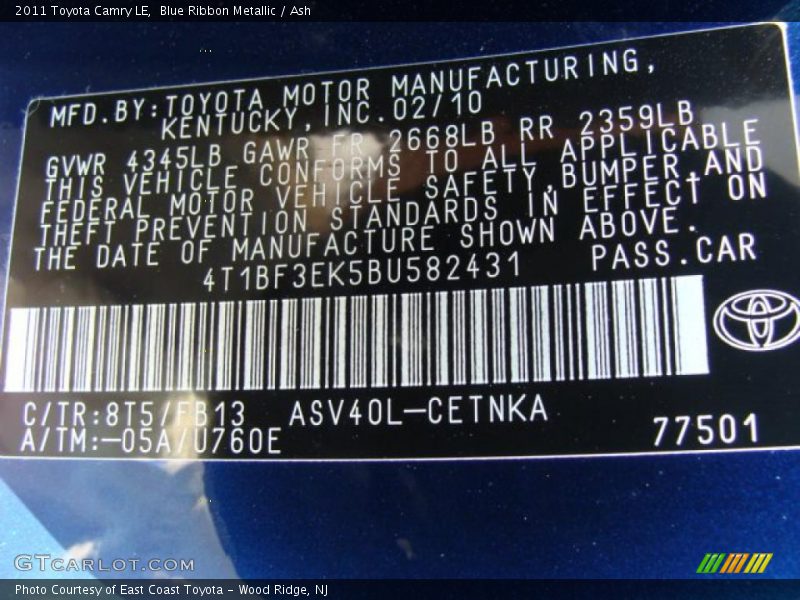 2011 Toyota Camry LE,  Blue Ribbon Metallic / Ash
MFD.BY:TOYOTA MOTOR MANUFACTURING,
KENTUCKY,INC.02/10
GVWR 4345LB GAWR FR 2668LB RR 2359LB
THIS VEHICLE CONFORMS TO ALL APPLICABLE
FEDERAL MOTOR VEHICLE SAFETY,BUMPER,AND
THEFT PREVENTION STANDARDS IN EFFECT ON
THE DATE OF MANUFACTURE SHOWN ABOVE.
4T1BF3EK5BU582431 PASS.CAR
C/TR:8T5/FB13 ASV40L-CETNKA
A/TM:-05A/U760E 77501
GTCARLOT.COM
Photo Courtesy of East Coast Toyota - Wood Ridge, NJ